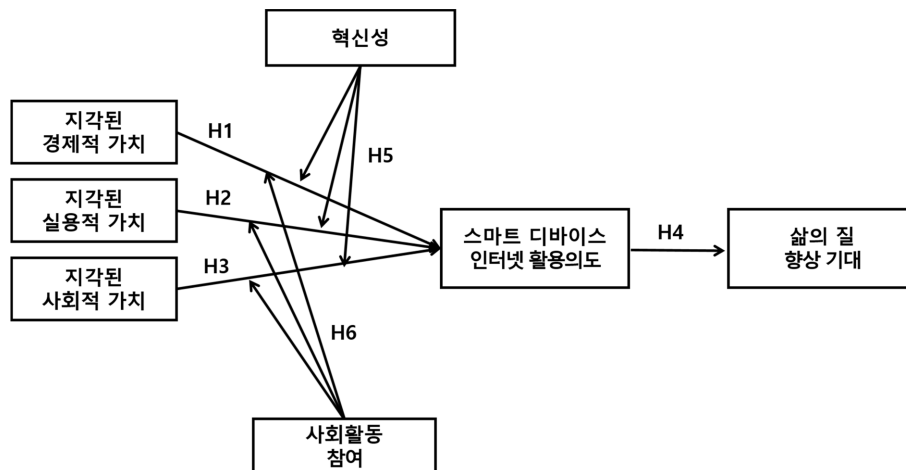 혁신성
지각된
경제적 가치
H1
H5
지각된
실용적 가치
H2
스마트 디바이스
인터넷 활용의도
H4
삶의 질
향상 기대
지각된
사회적 가치
H3
H6
사회활동
참여